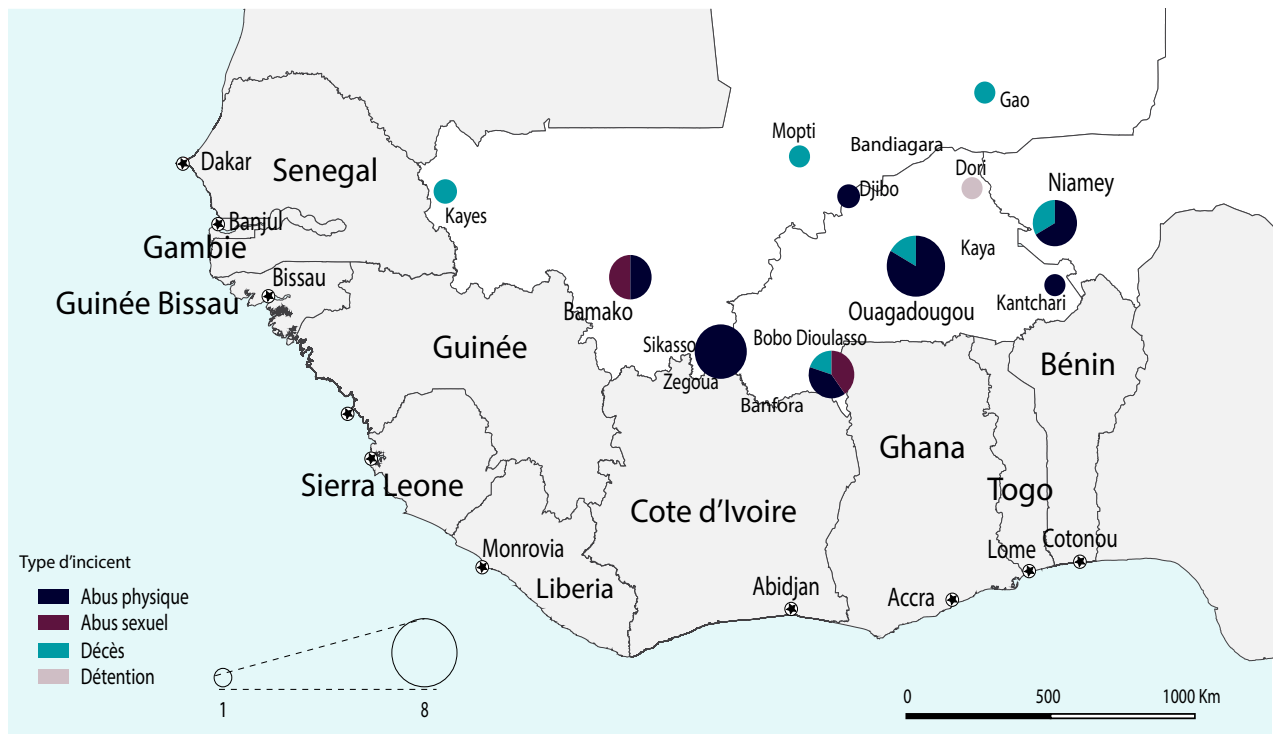 Gao
Mopti
Bandiagara
Dakar
Senegal
Dori
Niamey
Djibo
Kayes
Banjul
Gambie
Kaya
Bissau
Guinée Bissau
Kantchari
Bamako
Ouagadougou
Guinée
Sikasso
Bobo Dioulasso
Bénin
Zegoua
Banfora
Ghana
Sierra Leone
Togo
Cote d'Ivoire
Monrovia
Lome
Cotonou
Liberia
Abidjan
Accra
Type d'incicent
Abus physique
Abus sexuel
Décès
Détention
1
8
0
500
1000 Km